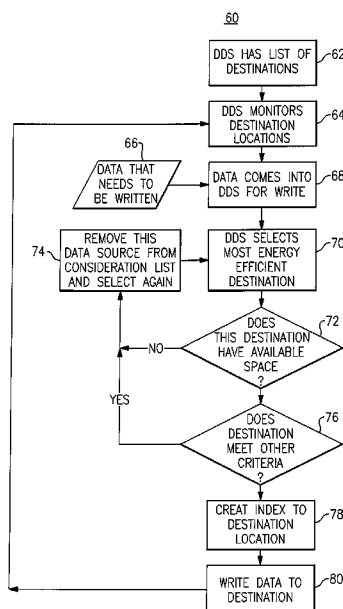 60
DDS HAS LIST OF
DESTINATIONS
62
DDS MONITORS
DESTINATION
LOCATIONS
64
66
DATA THAT
NEEDS TO
BE WRITTEN
DATA COMES INTO
DDS FOR WRITE
68
74
REMOVE THIS
DATA SOURCE FROM
CONSIDERATION LIST
AND SELECT AGAIN
DDS SELECTS
MOST ENERGY
EFFICIENT
DESTINATION
70
DOES
THIS DESTINATION
HAVE AVAILABLE
SPACE
?
72
NO
YES
DOES
DESTINATION
MEET OTHER
CRITERIA
?
76
CREAT INDEX TO
DESTINATION
LOCATION
78
WRITE DATA TO
DESTINATION
80